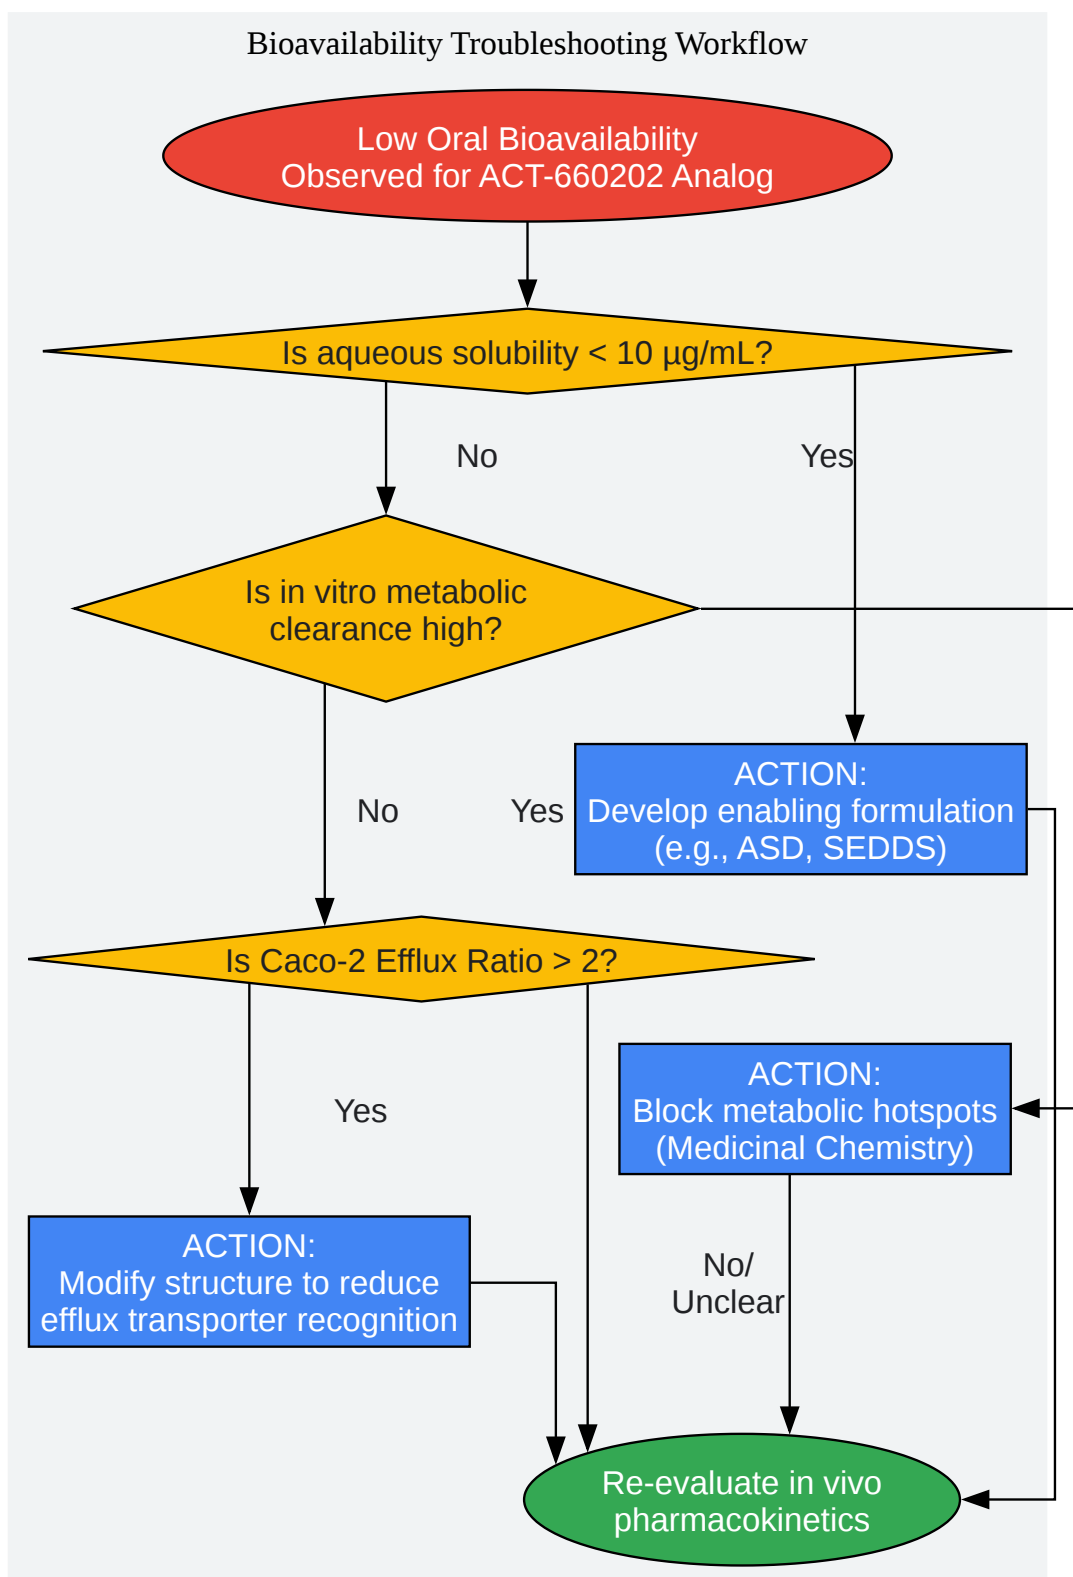 Bioavailability Troubleshooting Workflow
Low Oral Bioavailability
Observed for ACT-660202 Analog
Is aqueous solubility < 10 µg/mL?
No
Yes
Is in vitro metabolic
clearance high?
ACTION:
Develop enabling formulation
(e.g., ASD, SEDDS)
No
Yes
Is Caco-2 Efflux Ratio > 2?
ACTION:
Block metabolic hotspots
(Medicinal Chemistry)
Yes
ACTION:
Modify structure to reduce
efflux transporter recognition
No/
Unclear
Re-evaluate in vivo
pharmacokinetics